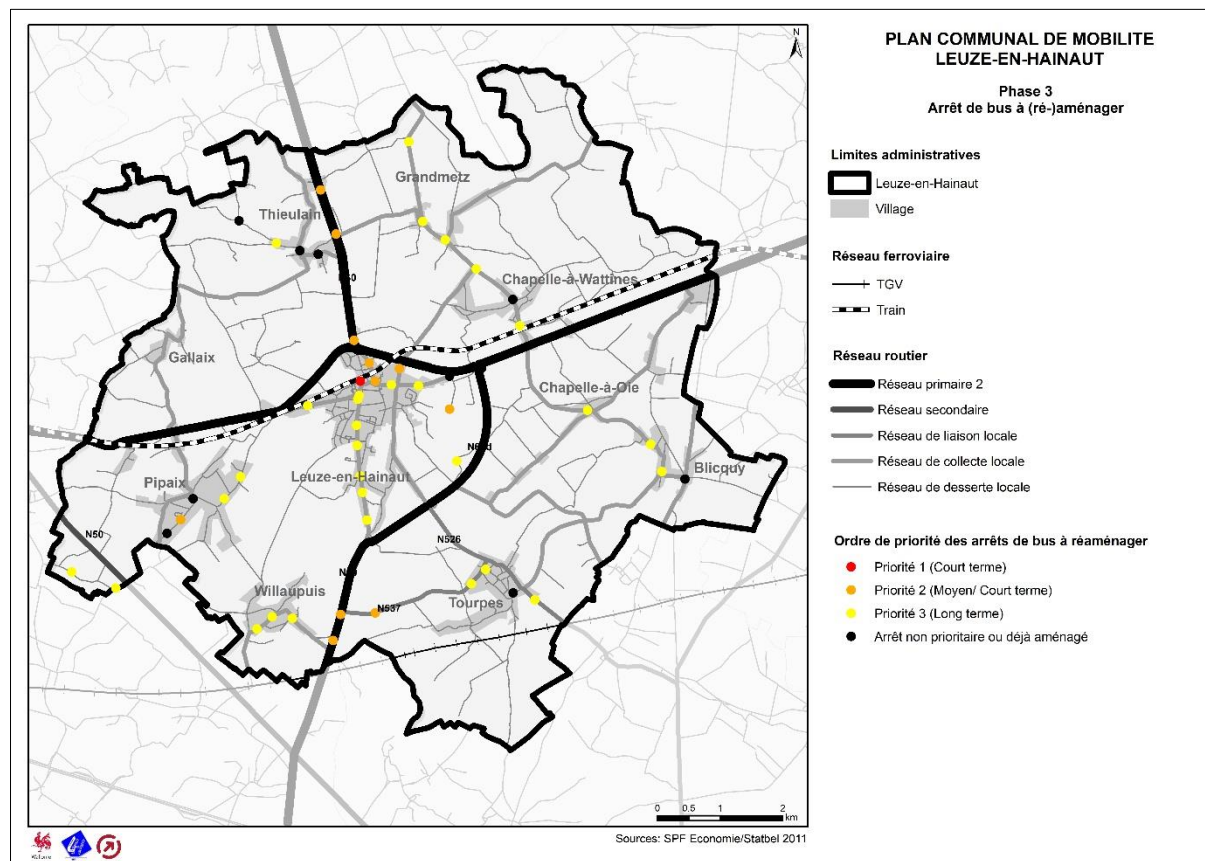 PLAN COMMUNAL DE MOBILITE
LEUZE-EN-HAINAUT
Phase 3
Arrêt de bus à (ré-)aménager
Limites administratives
Leuze-en-Hainaut
Village
Réseau ferroviaire
TGV
Train
Réseau routier
Réseau primaire 2
Réseau secondaire
Réseau de liaison locale
Réseau de collecte locale
Réseau de desserte locale
Ordre de priorité des arrêts de bus à réaménager
Priorité 1 (Court terme)
Priorité 2 (Moyen/ Court terme)
Priorité 3 (Long terme)
Arrêt non prioritaire ou déjà aménagé
N
Grandmetz
Thieulain
Chapelle-à-Wattines
Gallaix
Chapelle-à-Oie
Leuze-en-Hainaut
Blicquy
Pipaix
N50
N526
Willaupuis
N537
Tourpes
0 0.5 1 2
km
Sources: SPF Economie/Statbel 2011